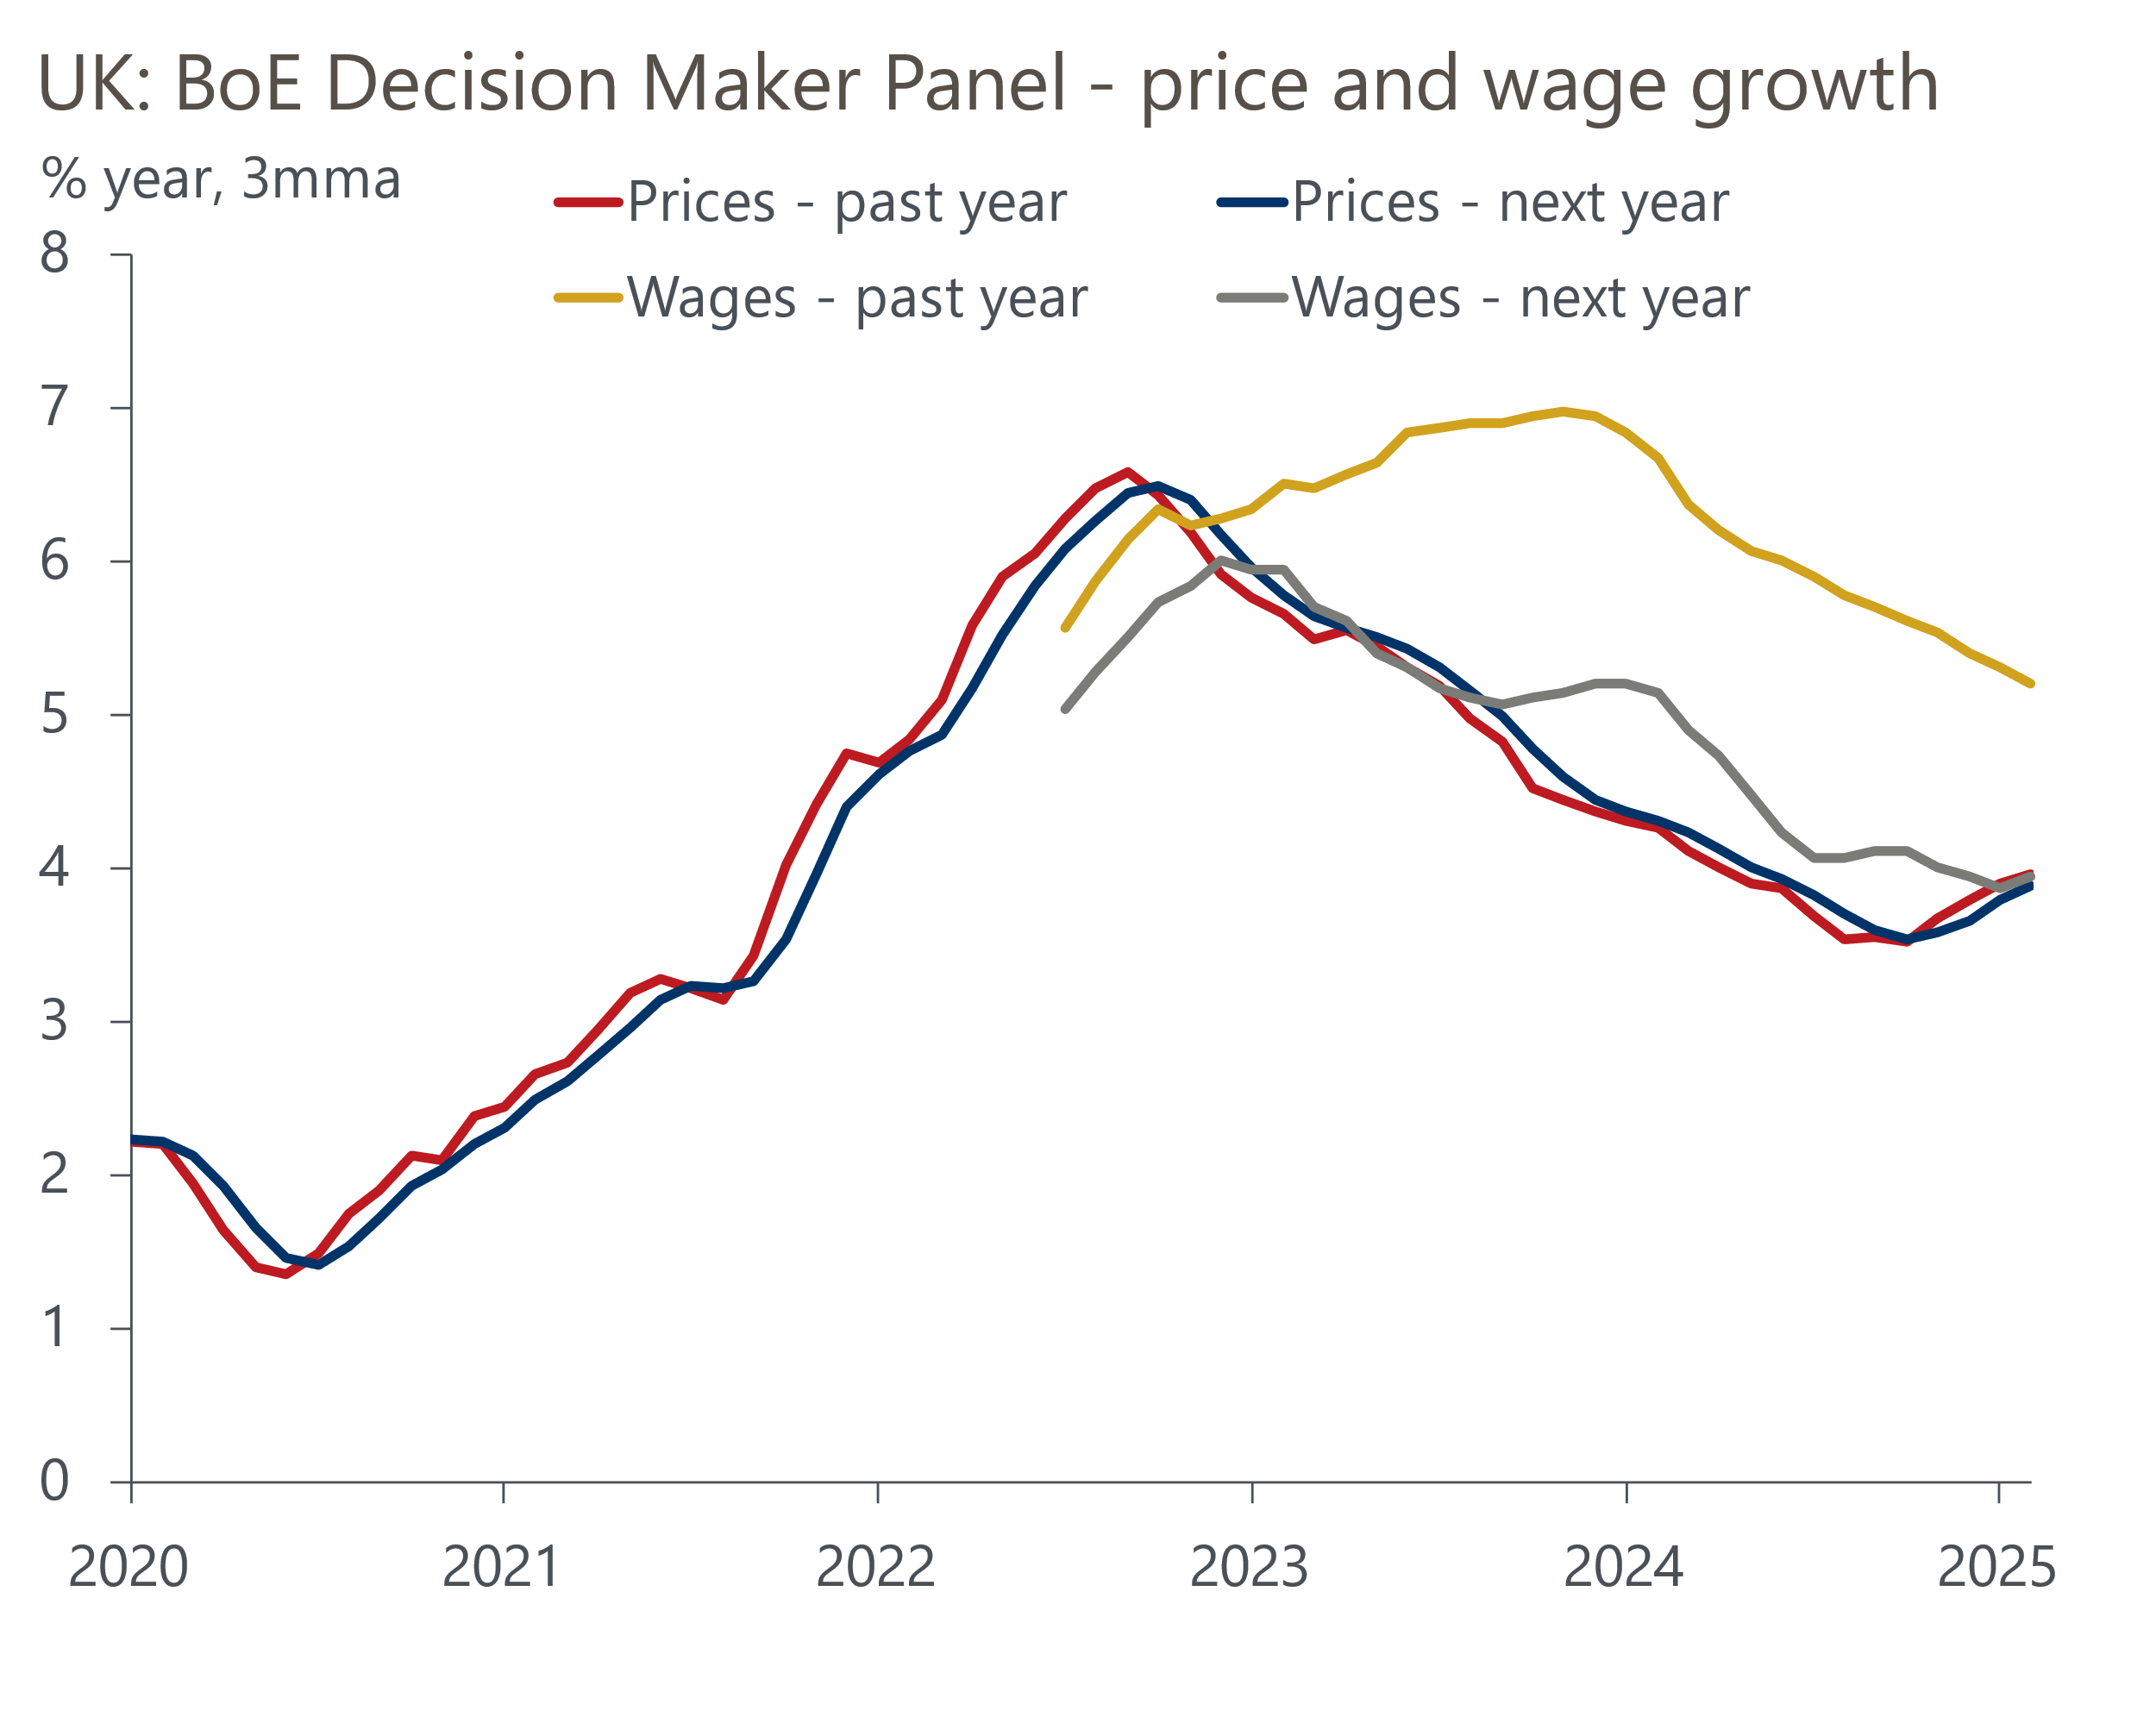 UK: BoE Decision Maker Panel - price and wage growth
% year, 3mma
Prices - past year
Prices - next year
Wages - past year
Wages - next year
8
7
6
5
4
3
2
1
0
2020 2021 2022 2023 2024 2025